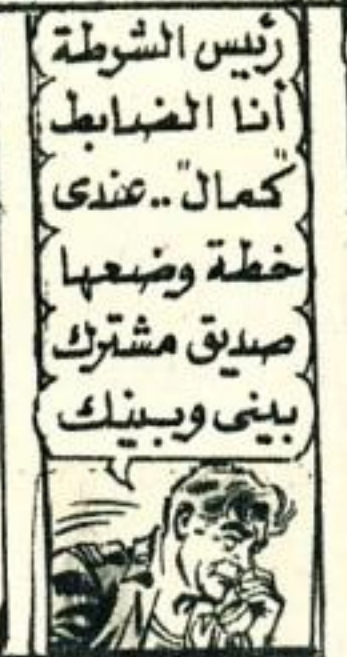 رئيس الشرطة
أنا الضابط
"كمال".. عندى
خطة وضعها
صديق مشترك
بينى وبينك